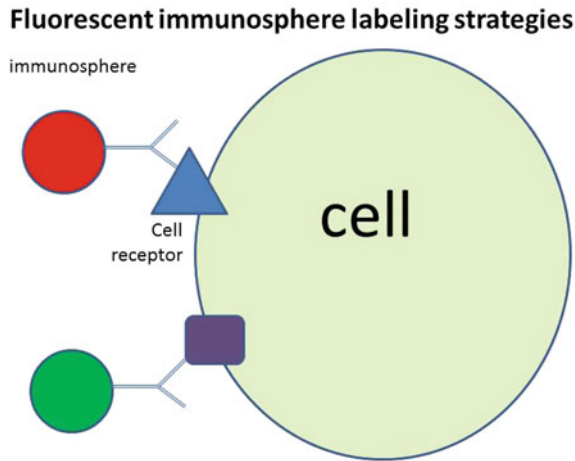 Fluorescent immunosphere labeling strategies
immunosphere
cell
Cell
receptor